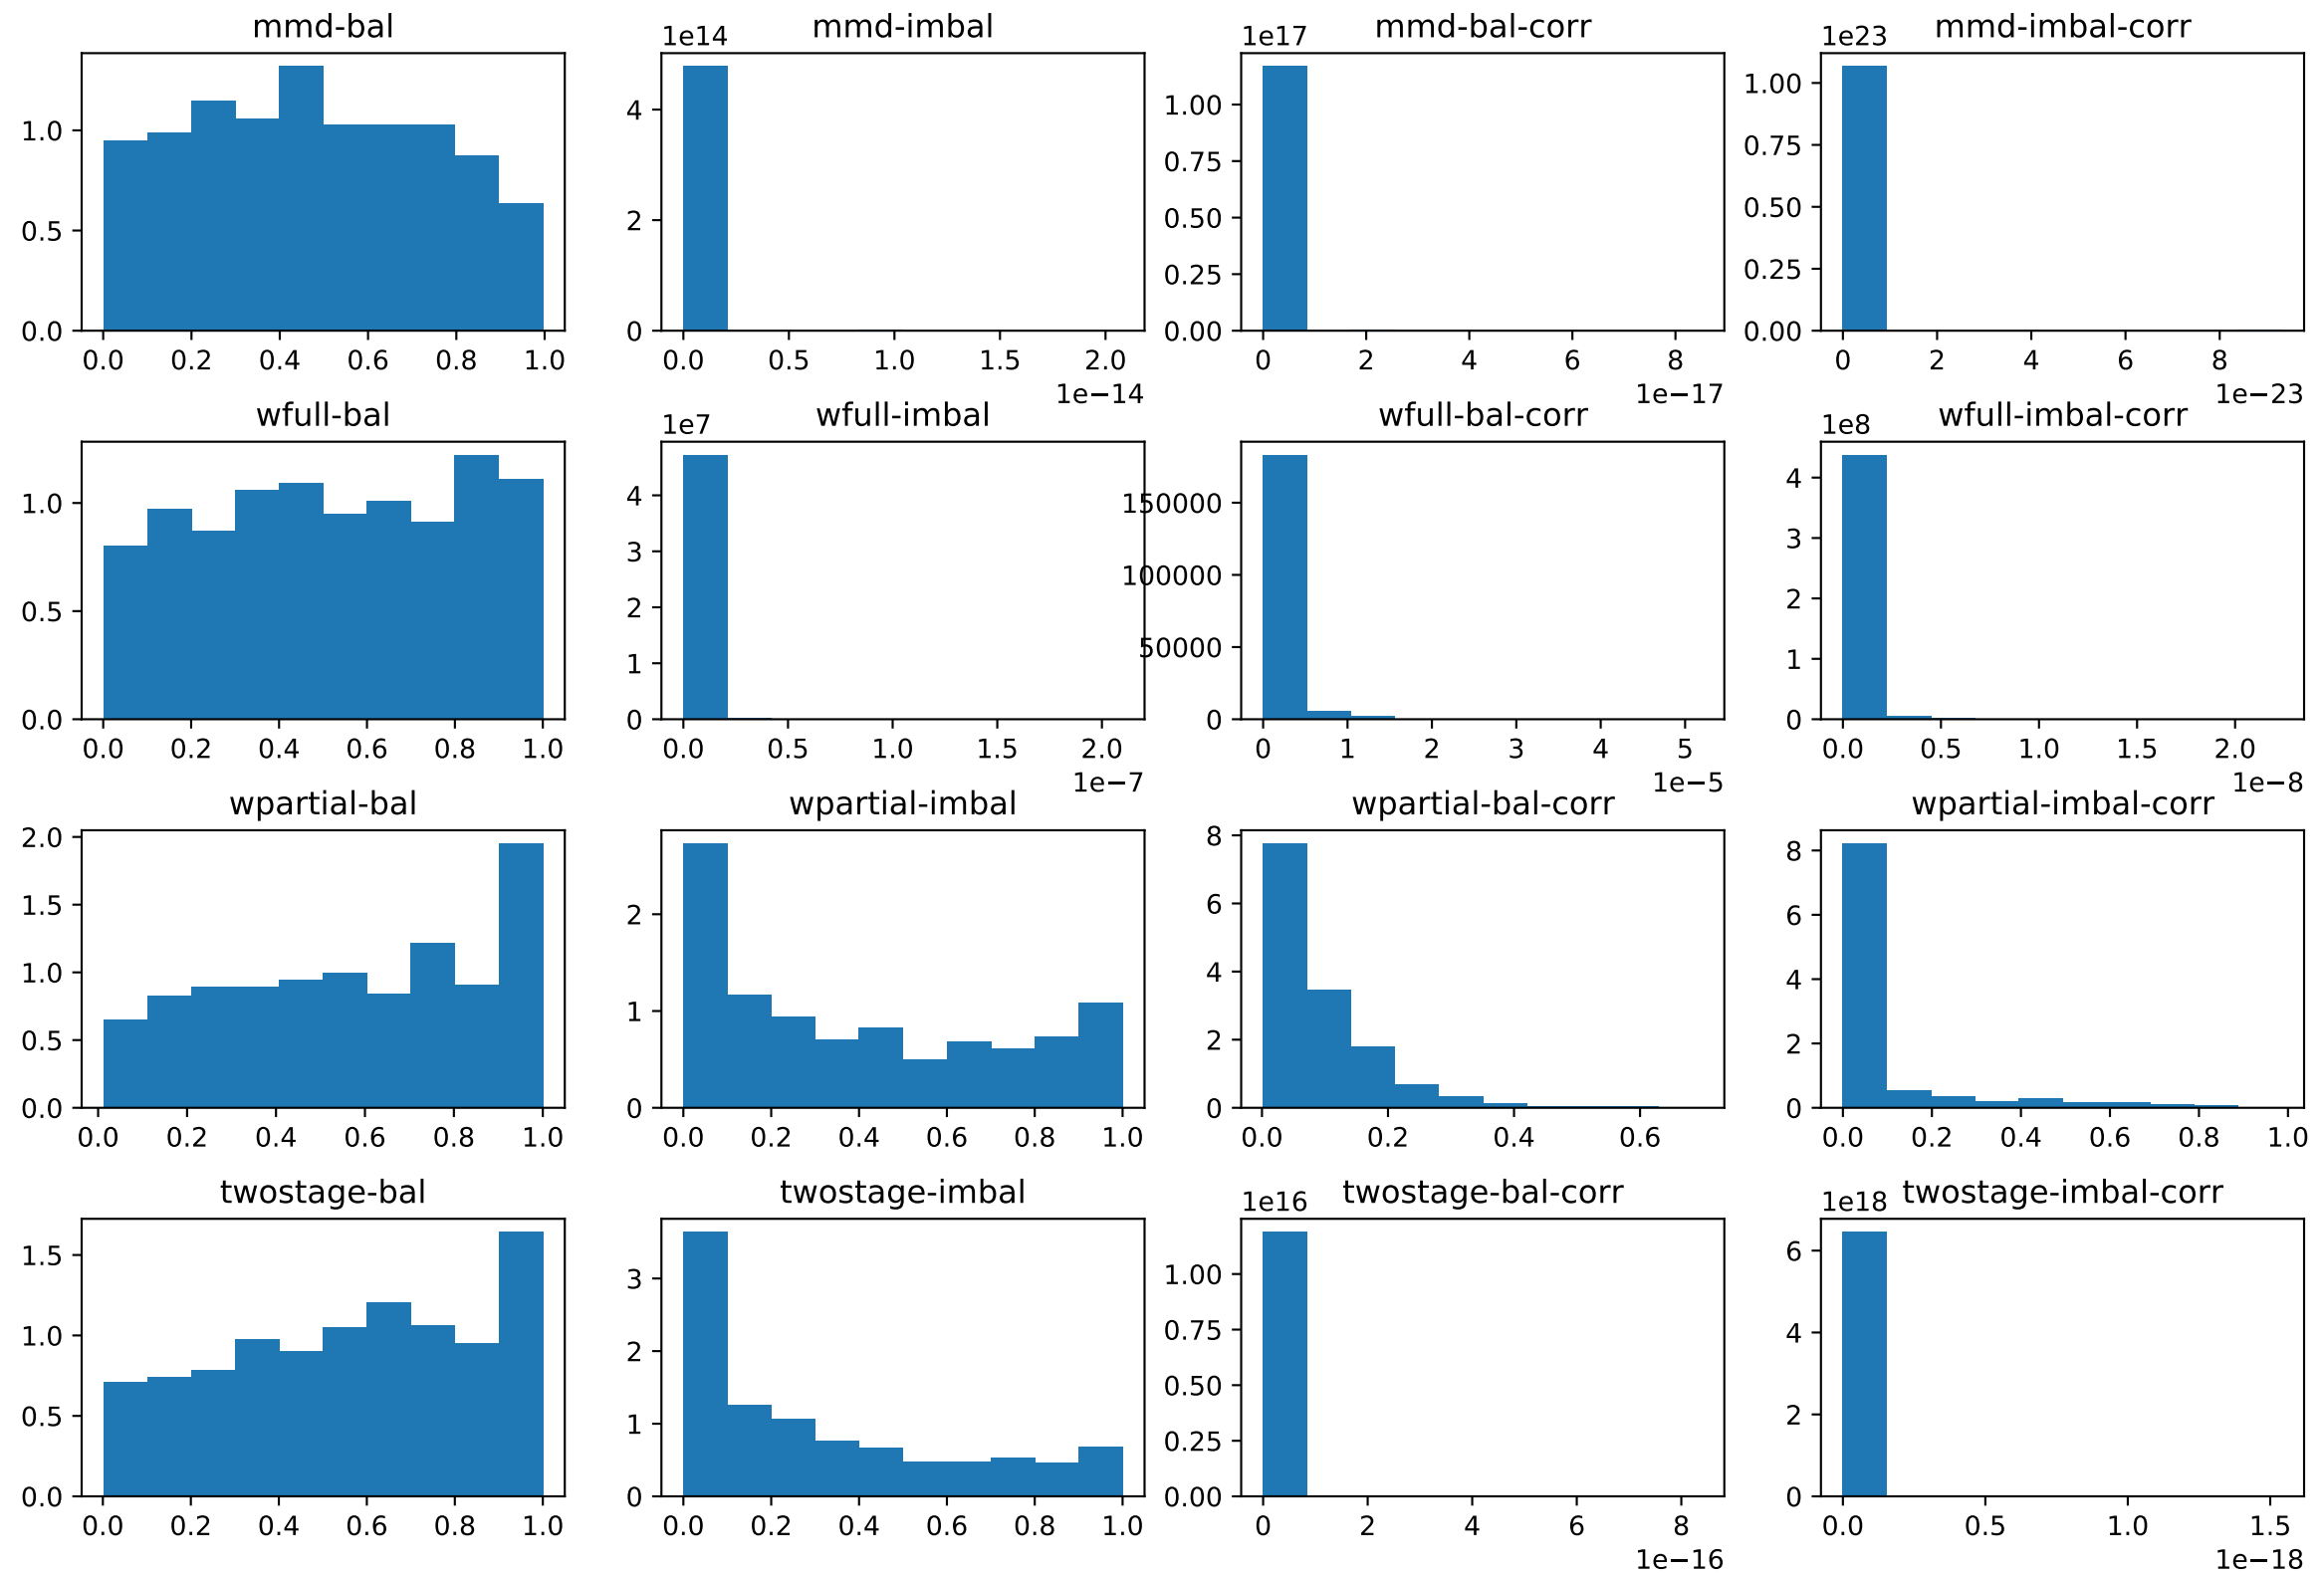 mmd-bal
0.0
0.5
1.0
0.0 0.2 0.4 0.6 0.8 1.0
mmd-imbal
1e14
4
2
0
0.0 0.5 1.0 1.5 2.0
1e−14
mmd-bal-corr
1e17
1.00
0.75
0.50
0.25
0.00
0 2 4 6 8
1e−17
mmd-imbal-corr
1e23
1.00
0.75
0.50
0.25
0.00
0 2 4 6 8
1e−23
wfull-bal
1.0
0.5
0.0
0.0 0.2 0.4 0.6 0.8 1.0
wfull-imbal
1e7
4
3
2
1
0
0.0 0.5 1.0 1.5 2.0
1e−7
wfull-bal-corr
150000
100000
50000
0
0 1 2 3 4 5
1e−5
wfull-imbal-corr
1e8
4
3
2
1
0
0.0 0.5 1.0 1.5 2.0
1e−8
wpartial-bal
2.0
1.5
1.0
0.5
0.0
0.0 0.2 0.4 0.6 0.8 1.0
wpartial-imbal
2
1
0
0.0 0.2 0.4 0.6 0.8 1.0
wpartial-bal-corr
8
6
4
2
0
0.0 0.2 0.4 0.6
wpartial-imbal-corr
8
6
4
2
0
0.0 0.2 0.4 0.6 0.8 1.0
twostage-bal
1.5
1.0
0.5
0.0
0.0 0.2 0.4 0.6 0.8 1.0
twostage-imbal
3
2
1
0
0.0 0.2 0.4 0.6 0.8 1.0
twostage-bal-corr
1e16
1.00
0.75
0.50
0.25
0.00
0 2 4 6 8
1e−16
twostage-imbal-corr
1e18
6
4
2
0
0.0 0.5 1.0 1.5
1e−18